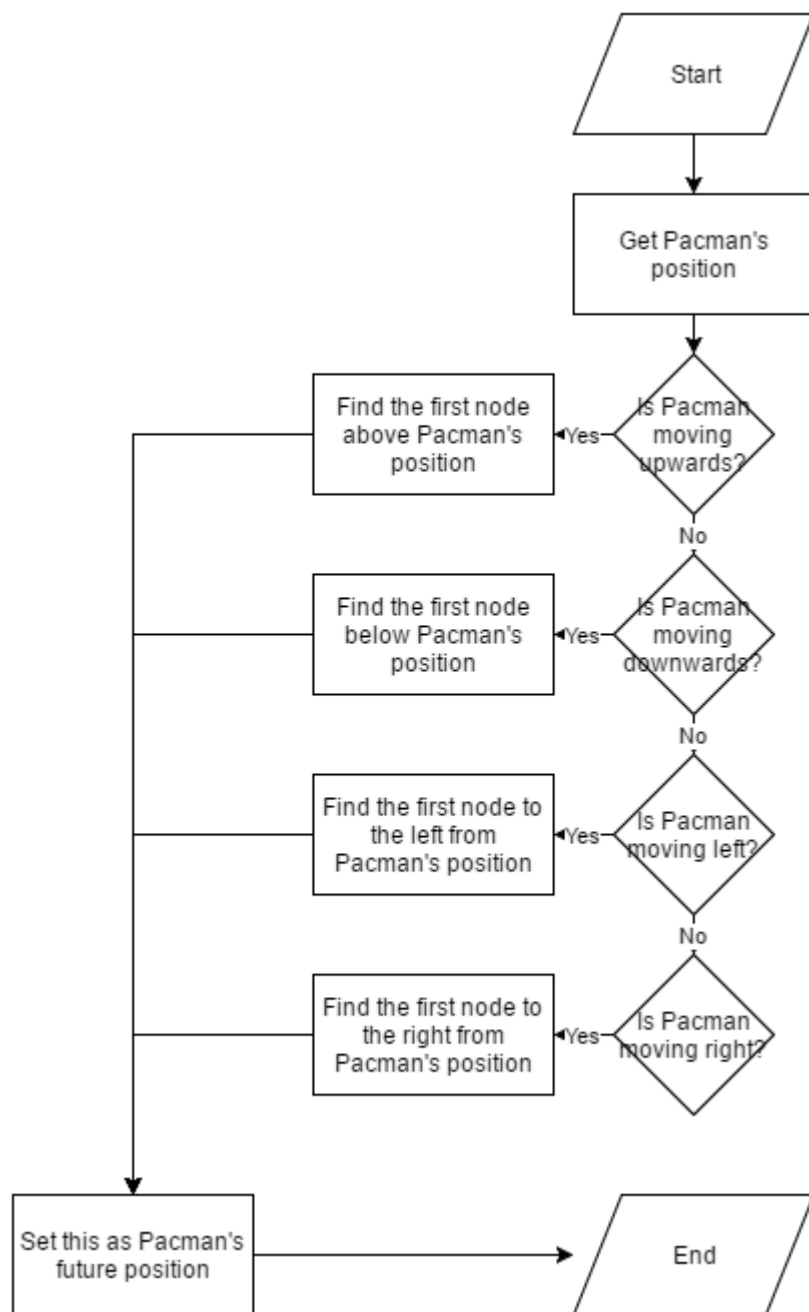 Start
Get Pacman's
position
Is Pacman
moving
upwards?
Yes
Find the first node
above Pacman's
position
No
Is Pacman
moving
downwards?
Yes
Find the first node
below Pacman's
position
No
Is Pacman
moving left?
Yes
Find the first node to
the left from
Pacman's position
No
Is Pacman
moving right?
Yes
Find the first node to
the right from
Pacman's position
Set this as Pacman's
future position
End